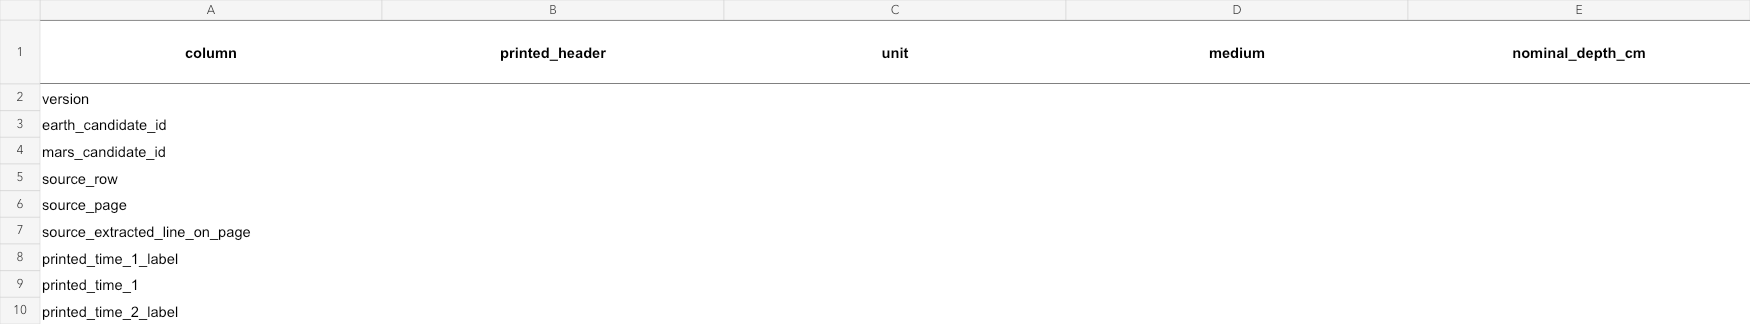 A B C D E
1 column printed_header unit medium nominal_depth_cm
2 version
3 earth_candidate_id
4 mars_candidate_id
5 source_row
6 source_page
7 source_extracted_line_on_page
8 printed_time_1_label
9 printed_time_1
10 printed_time_2_label